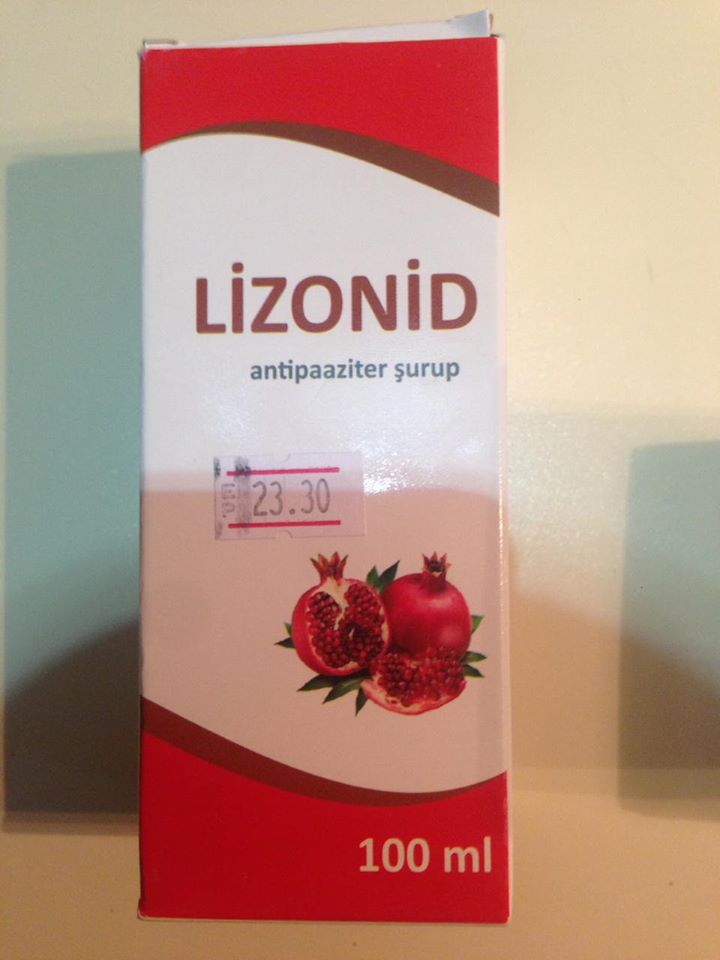 LİZONİD
antipaaziter şurup
23.30
100 ml